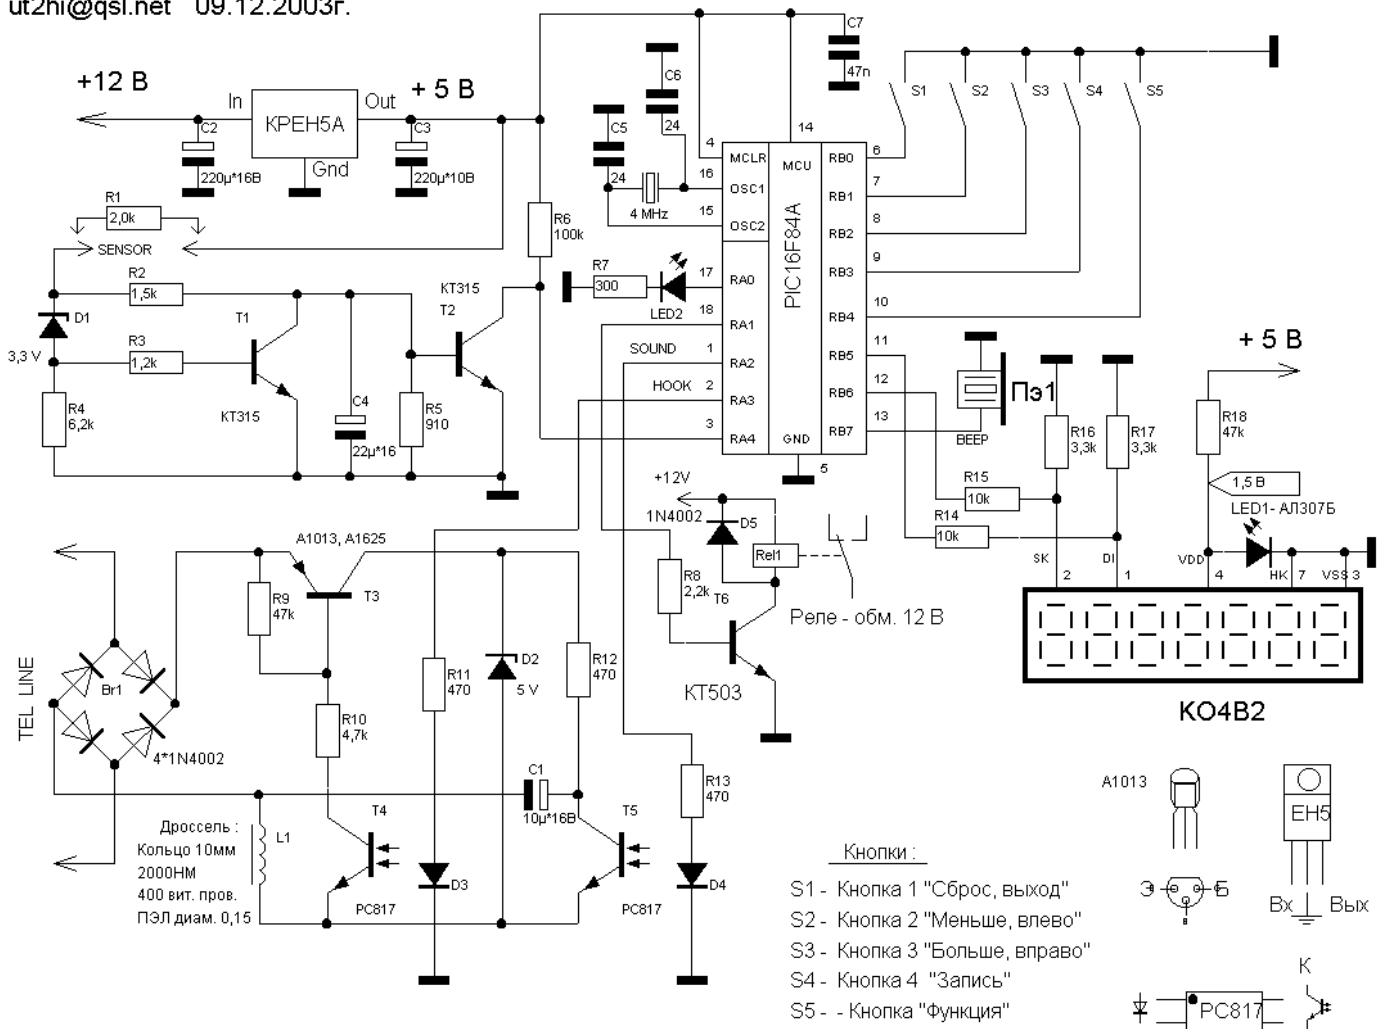 ut2hi@qsl.net 09.12.2003г.
+12 В
In
КРЕН5А
Out
+ 5 В
Gnd
C2
220µ*16В
C3
220µ*10В
R1
2,0k
SENSOR
R2
1,5k
D1
3,3 V
R3
1,2k
R4
6,2k
T1
КТ315
C4
22µ*16
R5
910
КТ315
T2
R6
100k
C5
24
C6
24
4 MHz
C7
47n
R7
300
LED2
SOUND
HOOK
4
16
15
17
18
1
2
3
MCLR
OSC1
OSC2
RA0
RA1
RA2
RA3
RA4
14
MCU
PIC16F84A
GND
5
RB0
RB1
RB2
RB3
RB4
RB5
RB6
RB7
6
7
8
9
10
11
12
13
S1
S2
S3
S4
S5
Пэ1
BEEP
R16
3,3k
R17
3,3k
R15
10k
R14
10k
+ 5 В
R18
47k
1,5 В
LED1- АЛ307Б
SK
2
DI
1
VDD
4
HK 7
VSS 3
КО4В2
+12V
1N4002
D5
Rel1
R8
2,2k
T6
КТ503
Реле - обм. 12 В
TEL LINE
Br1
4*1N4002
A1013, A1625
T3
R9
47k
R10
4,7k
R11
470
D2
5 V
R12
470
R13
470
C1
10µ*16В
T4
PC817
T5
PC817
D3
D4
L1
Дроссель :
Кольцо 10мм
2000НМ
400 вит. пров.
ПЭЛ диам. 0,15
Кнопки :
S1 - Кнопка 1 "Сброс, выход"
S2 - Кнопка 2 "Меньше, влево"
S3 - Кнопка 3 "Больше, вправо"
S4 - Кнопка 4 "Запись"
S5 - - Кнопка "Функция"
A1013
Э
Б
ЕН5
Вх
Вых
К
PC817